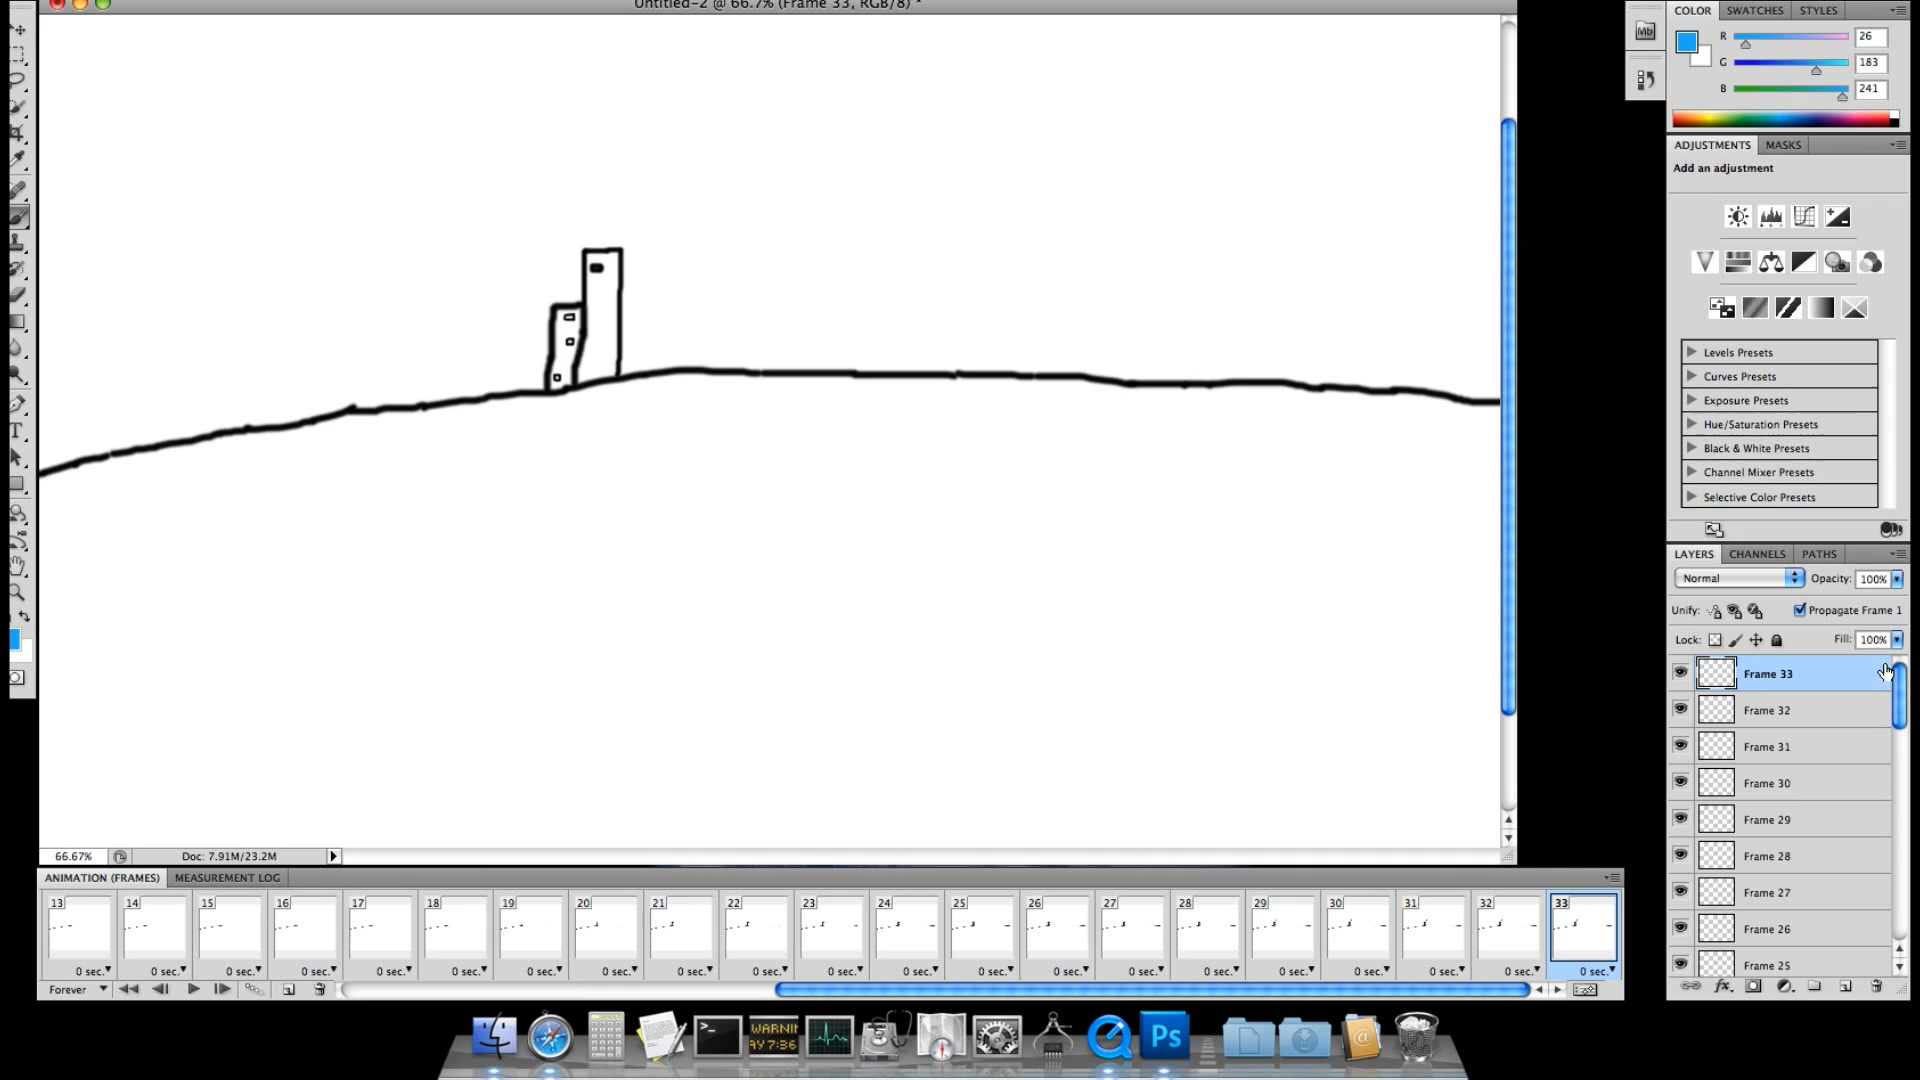 Untitled-2 @ 66.7% (Frame 33, RGB/8) *
Mb
COLOR SWATCHES STYLES
R 26
G 183
B 241
ADJUSTMENTS MASKS
Add an adjustment
Levels Presets
Curves Presets
Exposure Presets
Hue/Saturation Presets
Black & White Presets
Channel Mixer Presets
Selective Color Presets
LAYERS CHANNELS PATHS
Normal Opacity: 100%
Unify: Propagate Frame 1
Lock: Fill: 100%
Frame 33
Frame 32
Frame 31
Frame 30
Frame 29
Frame 28
Frame 27
Frame 26
Frame 25
fx
T
66.67% Doc: 7.91M/23.2M
ANIMATION (FRAMES) MEASUREMENT LOG
13 14 15 16 17 18 19 20 21 22 23 24 25 26 27 28 29 30 31 32 33
0 sec. 0 sec. 0 sec. 0 sec. 0 sec. 0 sec. 0 sec. 0 sec. 0 sec. 0 sec. 0 sec. 0 sec. 0 sec. 0 sec. 0 sec. 0 sec. 0 sec. 0 sec. 0 sec. 0 sec. 0 sec.
Forever
WARNIN
AY 7:36
Ps
@